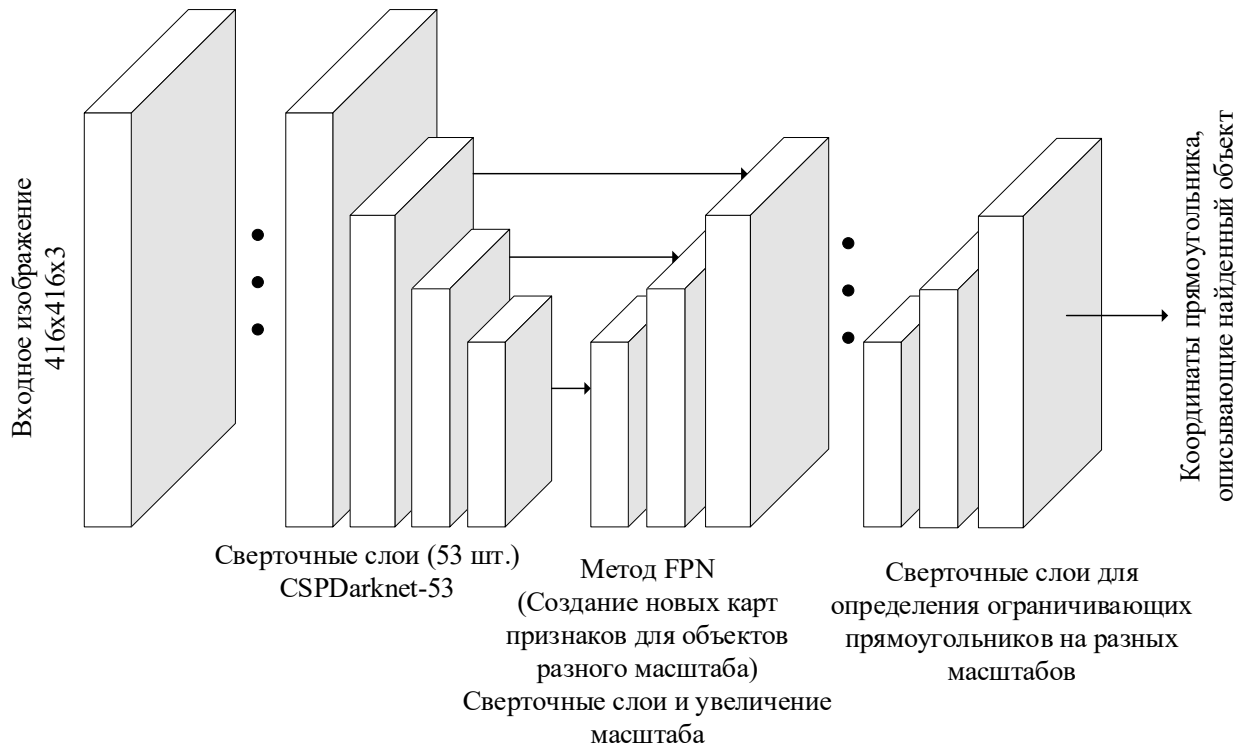 Входное изображение
416x416x3
Сверточные слои (53 шт.)
CSPDarknet-53
Метод FPN
(Создание новых карт
признаков для объектов
разного масштаба)
Сверточные слои и увеличение
масштаба
Сверточные слои для
определения ограничивающих
прямоугольников на разных
масштабов
Координаты прямоугольника,
описывающие найденный объект